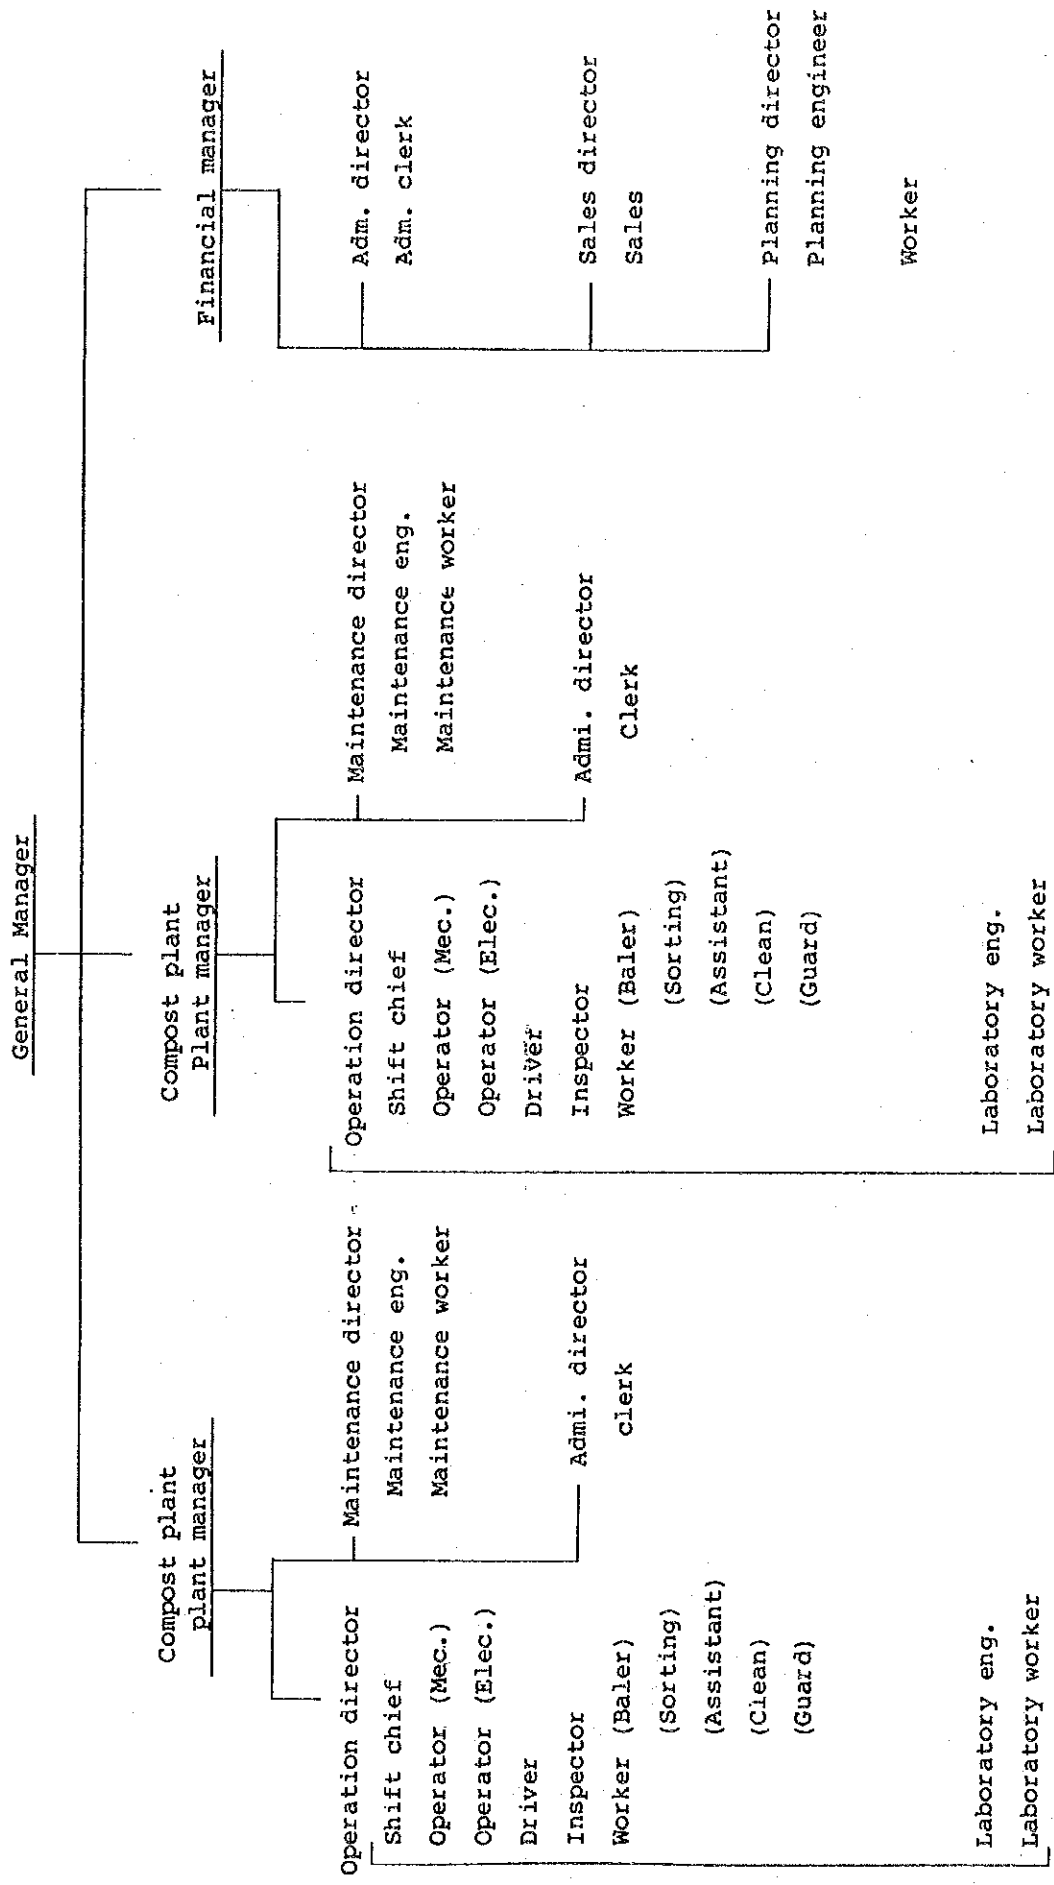 General Manager
Compost plant
plant manager
Operation director
Shift chief
Operator (Mec.)
Operator (Elec.)
Driver
Inspector
Worker (Baler)
(Sorting)
(Assistant)
(Clean)
(Guard)
Laboratory eng.
Laboratory worker
Maintenance director
Maintenance eng.
Maintenance worker
Admi. director
clerk
Compost plant
Plant manager
Operation director
Shift chief
Operator (Mec.)
Operator (Elec.)
Driver
Inspector
Worker (Baler)
(Sorting)
(Assistant)
(Clean)
(Guard)
Laboratory eng.
Laboratory worker
Maintenance director
Maintenance eng.
Maintenance worker
Admi. director
Clerk
Financial manager
Adm. director
Adm. clerk
Sales director
Sales
Planning director
Planning engineer
Worker